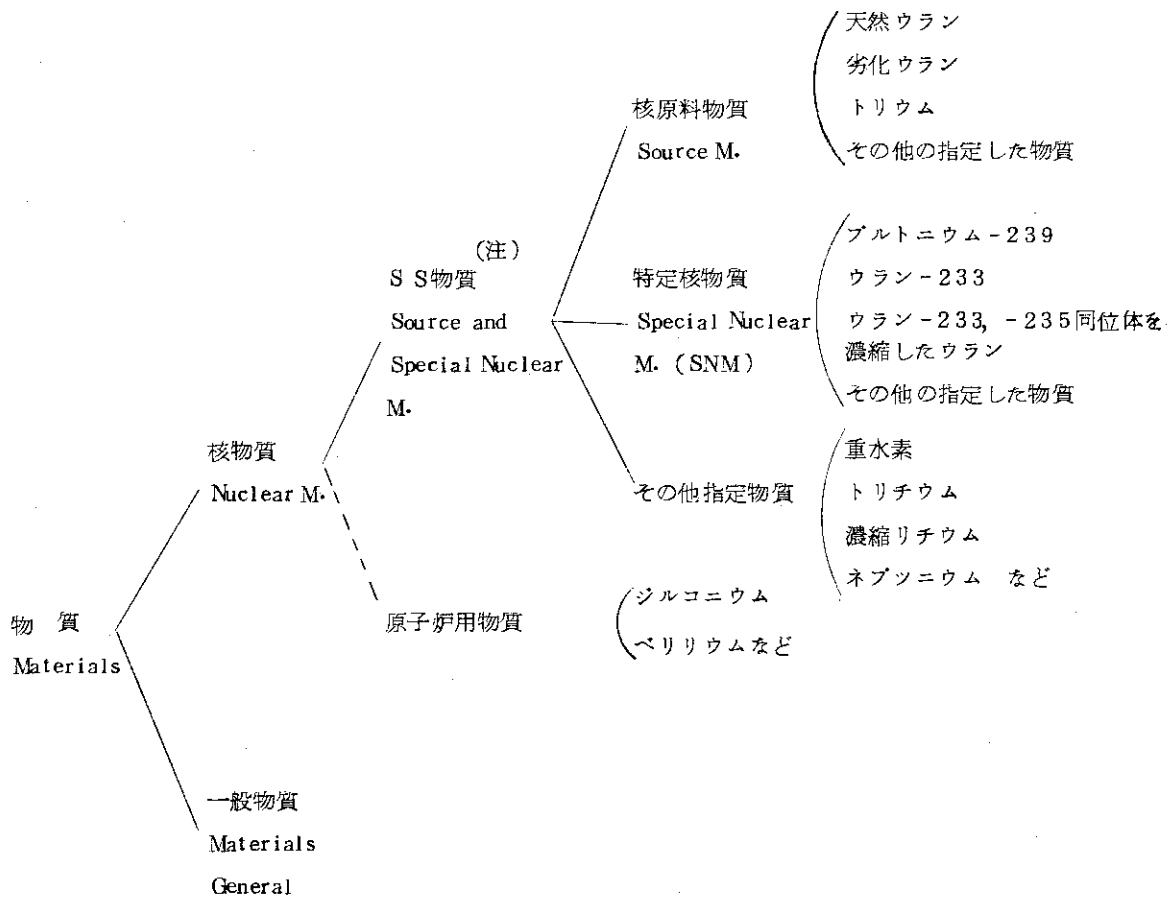 天然ウラン
劣化ウラン
トリウム
その他の指定した物質
核原料物質
Source M.
プルトニウム-239
ウラン-233
ウラン-233, -235同位体を
濃縮したウラン
その他の指定した物質
特定核物質
Special Nuclear
M. (SNM)
(注)
SS物質
Source and
Special Nuclear
M.
重水素
トリチウム
濃縮リチウム
ネプツニウム など
その他指定物質
核物質
Nuclear M.
ジルコニウム
ベリリウムなど
原子炉用物質
物 質
Materials
一般物質
Materials
General